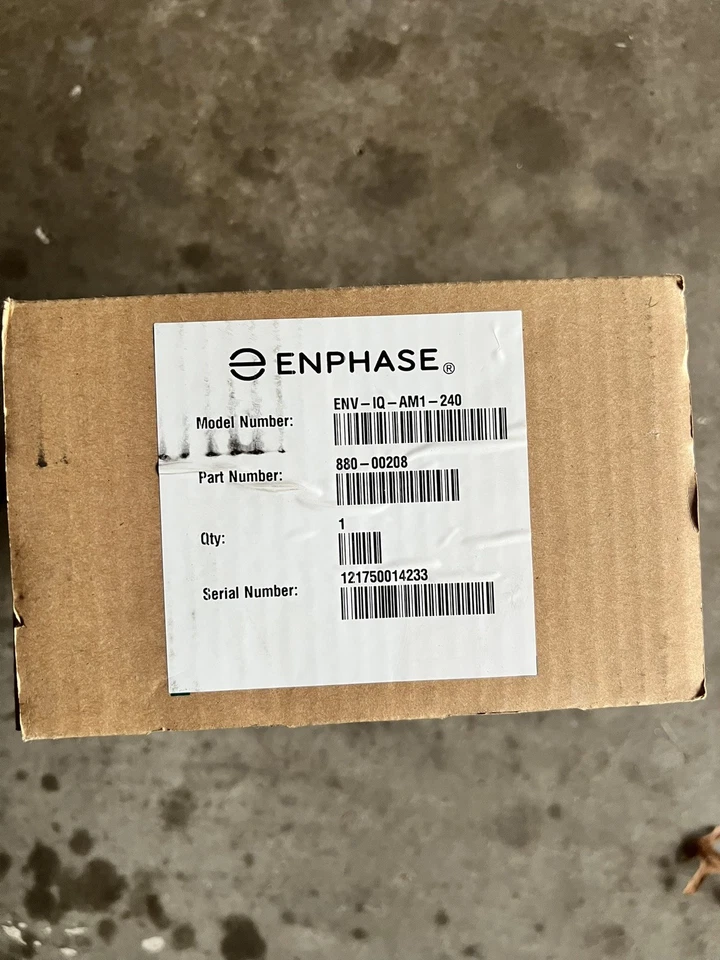 ENPHASE®
Model Number: ENV-IQ-AM1-240
Part Number: 880-00208
Qty: 1
Serial Number: 121750014233